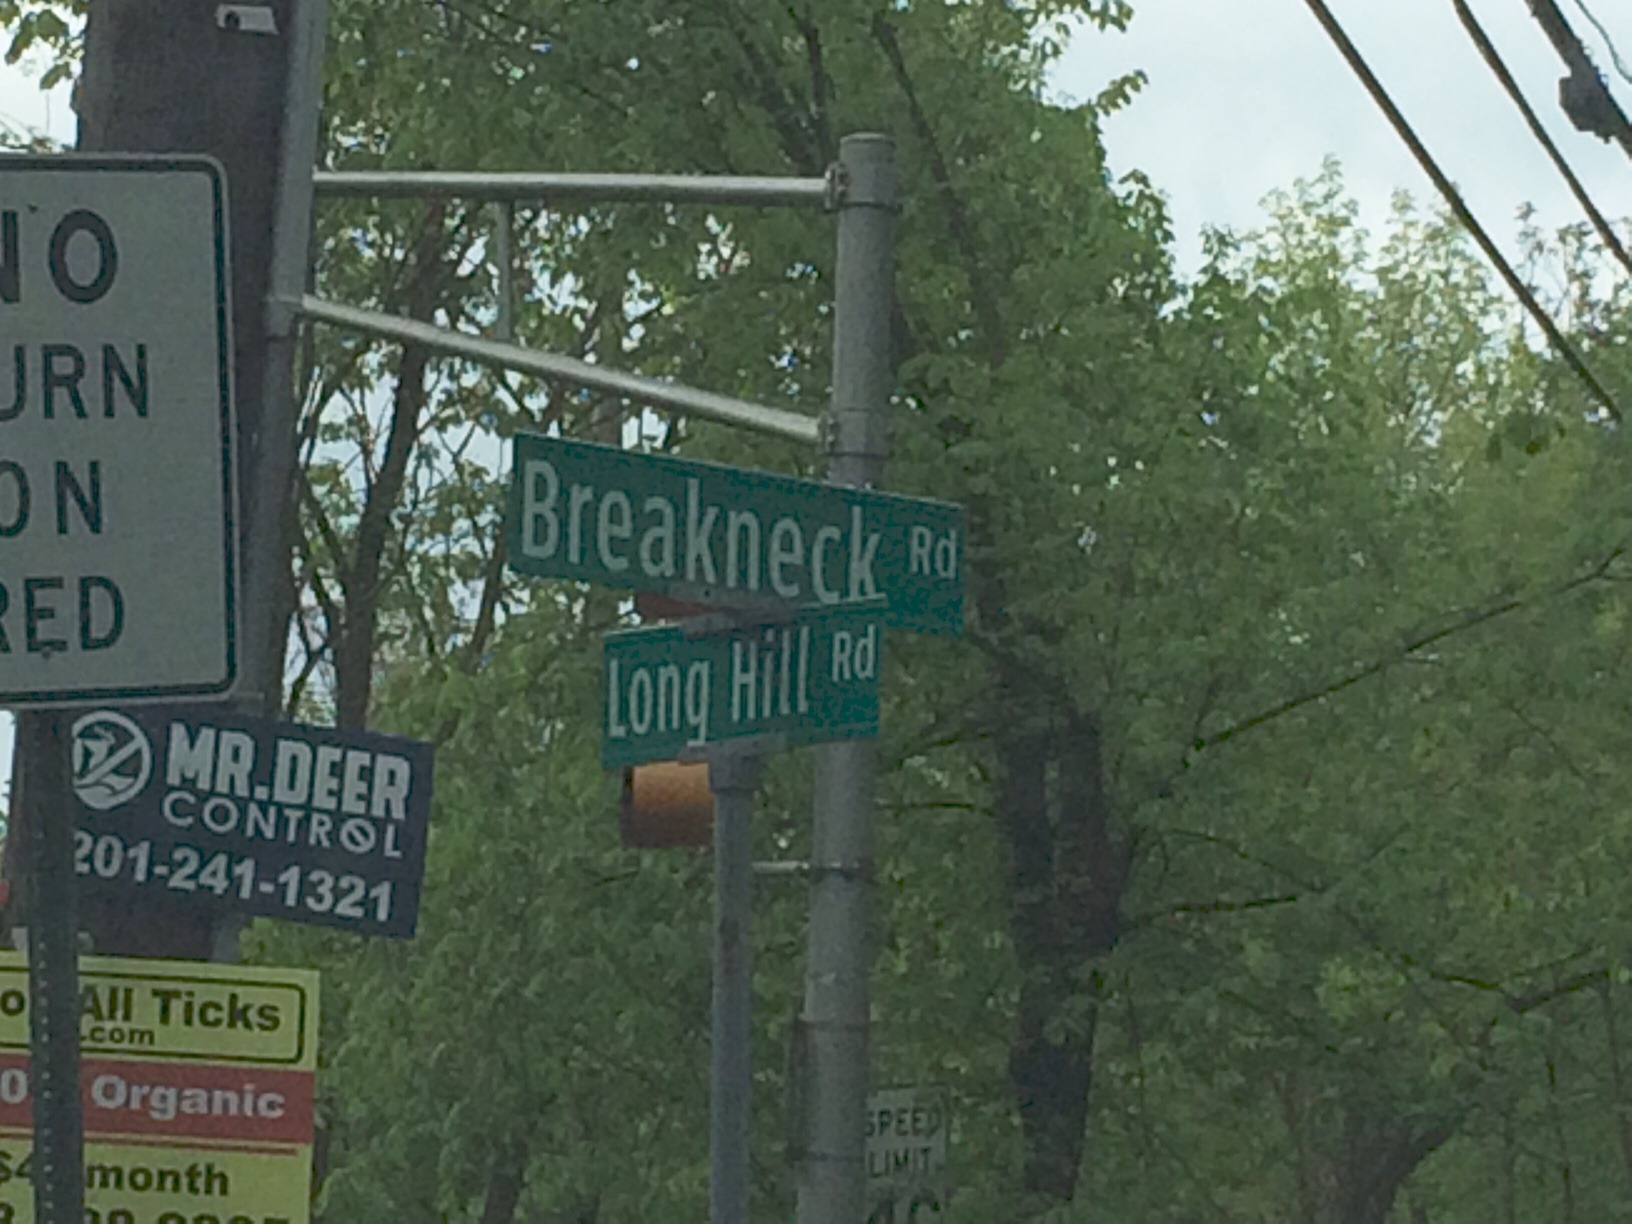 NO
URN
ON
RED
Breakneck Rd
Long Hill Rd
MR. DEER
CONTROL
201-241-1321
All Ticks
.com
Organic
month
SPEED
LIMIT